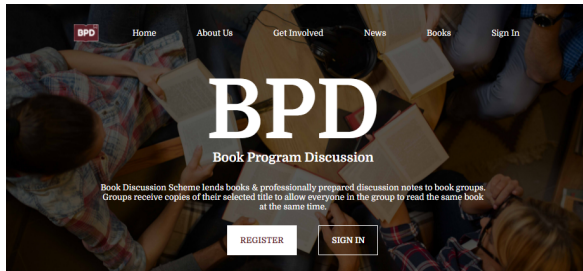 BPD Home About Us Get Involved News Books Sign In
BPD
Book Program Discussion
Book Discussion Scheme lends books & professionally prepared discussion notes to book groups.
Groups receive copies of their selected title to allow everyone in the group to read the same book
at the same time.
REGISTER SIGN IN